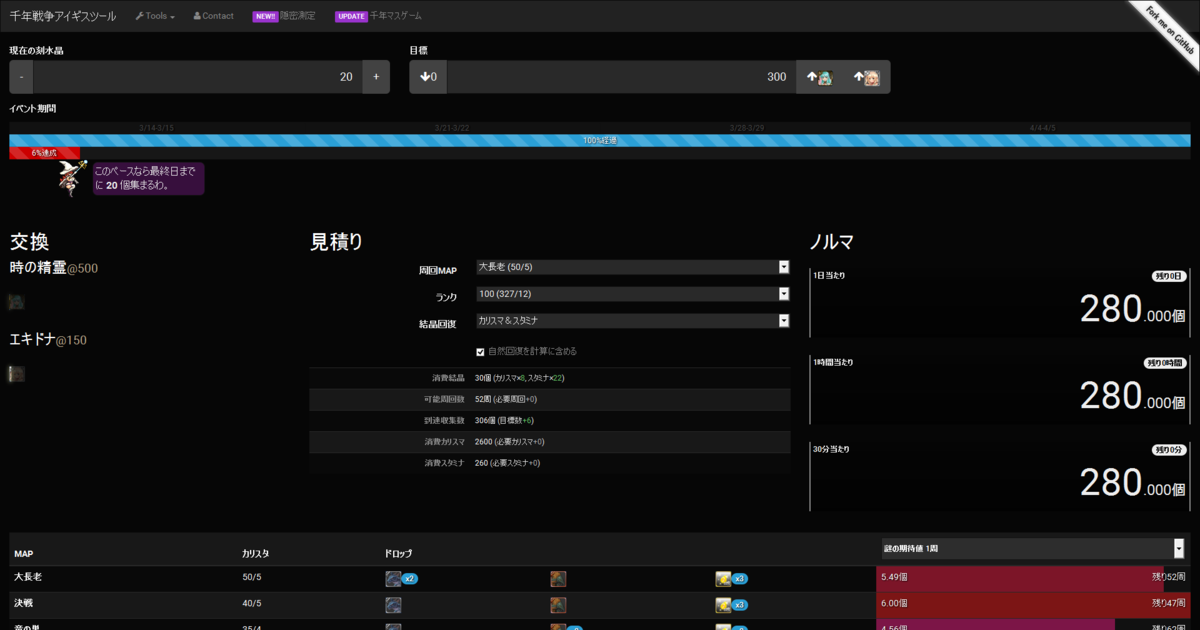 千年戦争アイギスツール Tools Contact NEW!! 隠密測定 UPDATE 千年マスゲーム
Fork me on GitHub
現在の刻水晶 目標
- 20 + 0 300
イベント期間
3/14-3/15 3/21-3/22 3/28-3/29 4/4-4/5
100%経過
6%達成
このペースなら最終日まで
に 20 個集まるわ。
交換
時の精霊@500
エキドナ@150
見積り
周回MAP 大長老 (50/5)
ランク 100 (327/12)
結晶回復 カリスマ＆スタミナ
自然回復を計算に含める
消費結晶 30個 (カリスマ×8, スタミナ×22)
可能周回数 52周 (必要周回+0)
到達収集数 306個 (目標数+6)
消費カリスマ 2600 (必要カリスマ+0)
消費スタミナ 260 (必要スタミナ+0)
ノルマ
1日当たり 残り0日
280.000個
1時間当たり 残り0時間
280.000個
30分当たり 残り0分
280.000個
MAP カリスタ ドロップ 謎の期待値 1周
大長老 50/5 x2 x3 5.49個 残り52周
決戦 40/5 x3 6.00個 残り47周
竜の巣 35/4 4.56個 残り62周